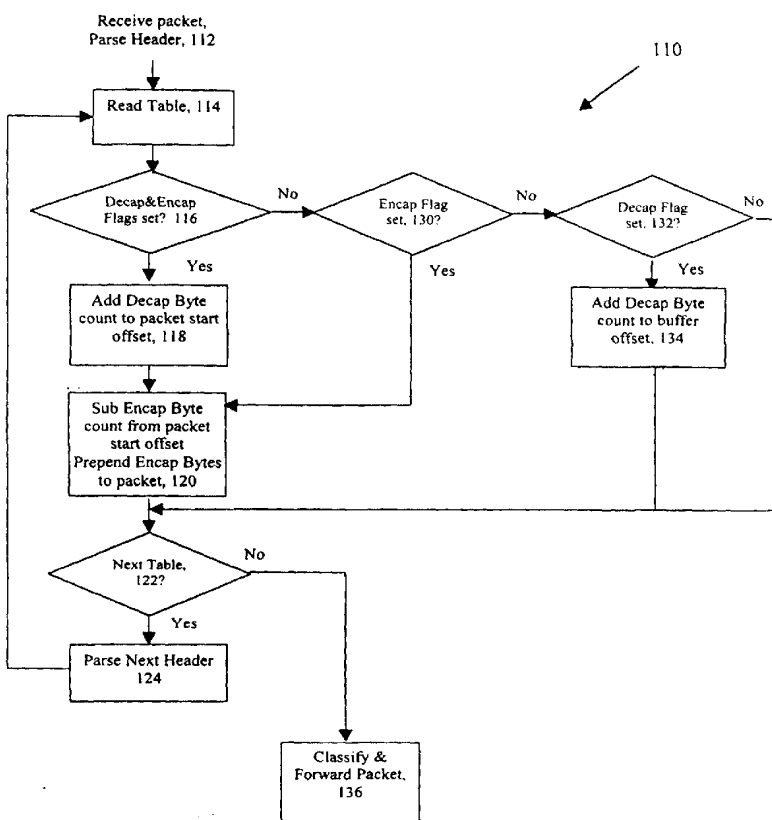 Receive packet,
Parse Header, 112
110
Read Table, 114
Decap&Encap
Flags set? 116
No
Encap Flag
set, 130?
No
Decap Flag
set, 132?
No
Yes
Yes
Yes
Add Decap Byte
count to packet start
offset, 118
Add Decap Byte
count to buffer
offset, 134
Sub Encap Byte
count from packet
start offset
Prepend Encap Bytes
to packet, 120
Next Table,
122?
No
Yes
Parse Next Header
124
Classify &
Forward Packet,
136